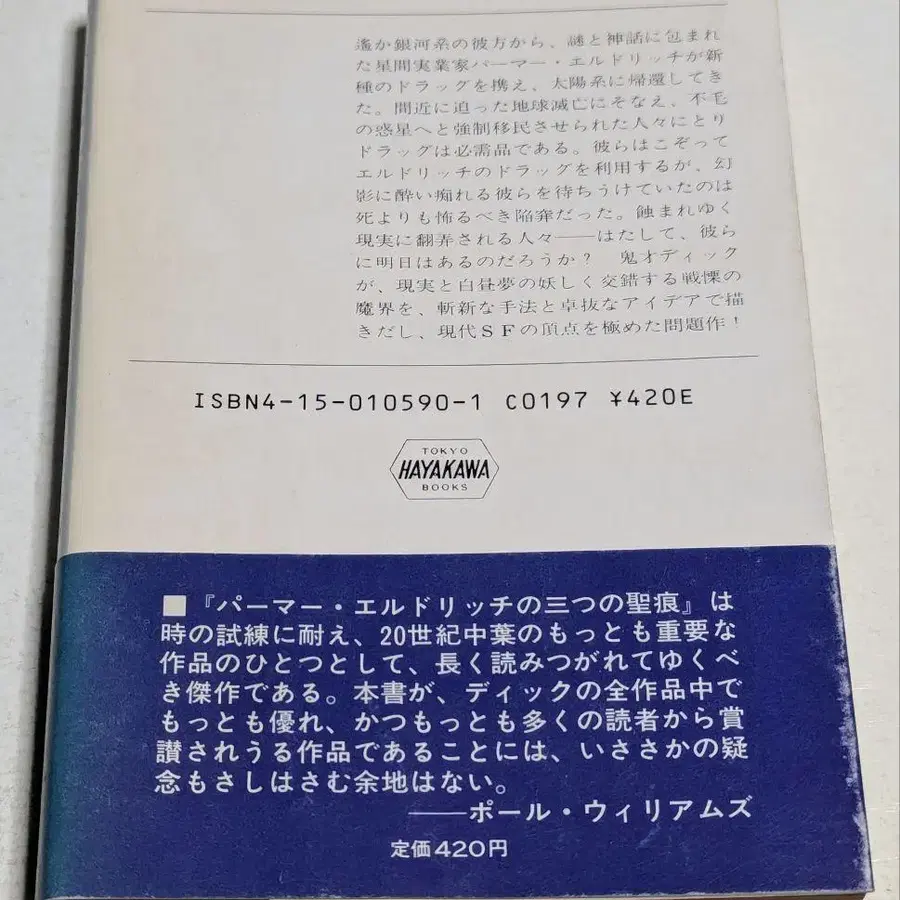 遙か銀河系の彼方から、謎と神話に包まれ
た星間実業家パーマー・エルドリッチが新
種のドラッグを携え、太陽系に帰還してき
た。間近に迫った地球滅亡にそなえ、不毛
の惑星へと強制移民させられた人々にとり
ドラッグは必需品である。彼らはこぞって
エルドリッチのドラッグを利用するが、幻
影に酔い痴れる彼らを待ちうけていたのは
死よりも怖るべき陥穽だった。蝕まれゆく
現実に翻弄される人々――はたして、彼ら
に明日はあるのだろうか？　鬼才ディック
が、現実と白昼夢の妖しく交錯する戦慄の
魔界を、斬新な手法と卓抜なアイデアで描
きだし、現代ＳＦの頂点を極めた問題作！
ISBN4-15-010590-1 C0197 ¥420E
TOKYO
HAYAKAWA
BOOKS
■『パーマー・エルドリッチの三つの聖痕』は
時の試練に耐え、20世紀中葉のもっとも重要な
作品のひとつとして、長く読みつがれてゆくべ
き傑作である。本書が、ディックの全作品中で
もっとも優れ、かつもっとも多くの読者から賞
讃されうる作品であることには、いささかの疑
念もさしはさむ余地はない。
――ポール・ウィリアムズ
定価420円